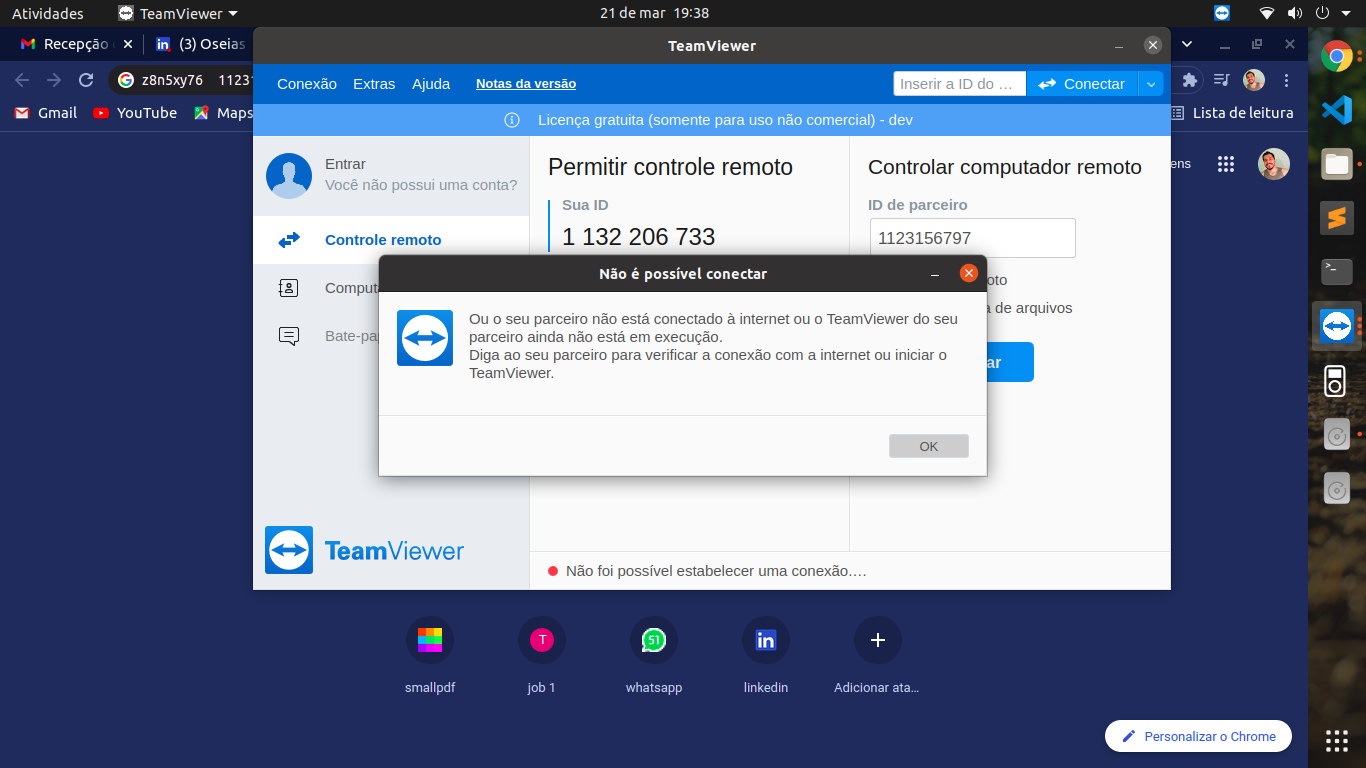 Atividades
TeamViewer
21 de mar 19:38
Recepção
(3) Oseias
TeamViewer
z8n5xy76 1123
Conexão
Extras
Ajuda
Notas da versão
Inserir a ID do …
Conectar
Gmail
YouTube
Maps
Lista de leitura
Licença gratuita (somente para uso não comercial) - dev
Entrar
Você não possui uma conta?
Permitir controle remoto
Controlar computador remoto
ens
Sua ID
ID de parceiro
1 132 206 733
1123156797
Controle remoto
Não é possível conectar
oto
Comput
de arquivos
Bate-pa
Ou o seu parceiro não está conectado à internet ou o TeamViewer do seu
parceiro ainda não está em execução.
Diga ao seu parceiro para verificar a conexão com a internet ou iniciar o
TeamViewer.
ar
OK
TeamViewer
Não foi possível estabelecer uma conexão.…
T
51
in
smallpdf
job 1
whatsapp
linkedin
Adicionar ata…
Personalizar o Chrome